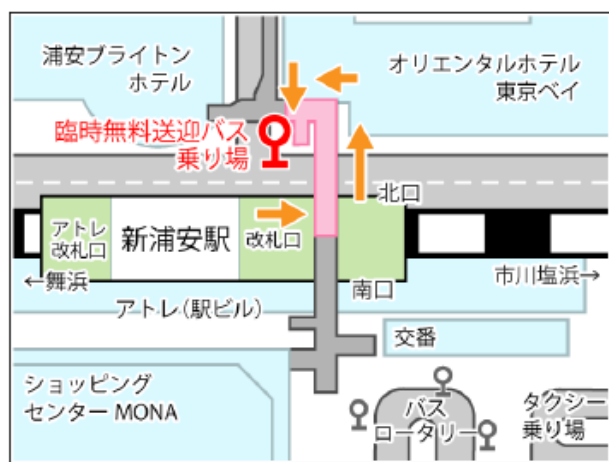 浦安ブライトン
ホテル
オリエンタルホテル
東京ベイ
臨時無料送迎バス
乗り場
北口
アトレ
改札口
新浦安駅
改札口
←舞浜
南口
市川塩浜→
アトレ(駅ビル)
交番
ショッピング
センター MONA
バス
ロータリー
タクシー
乗り場